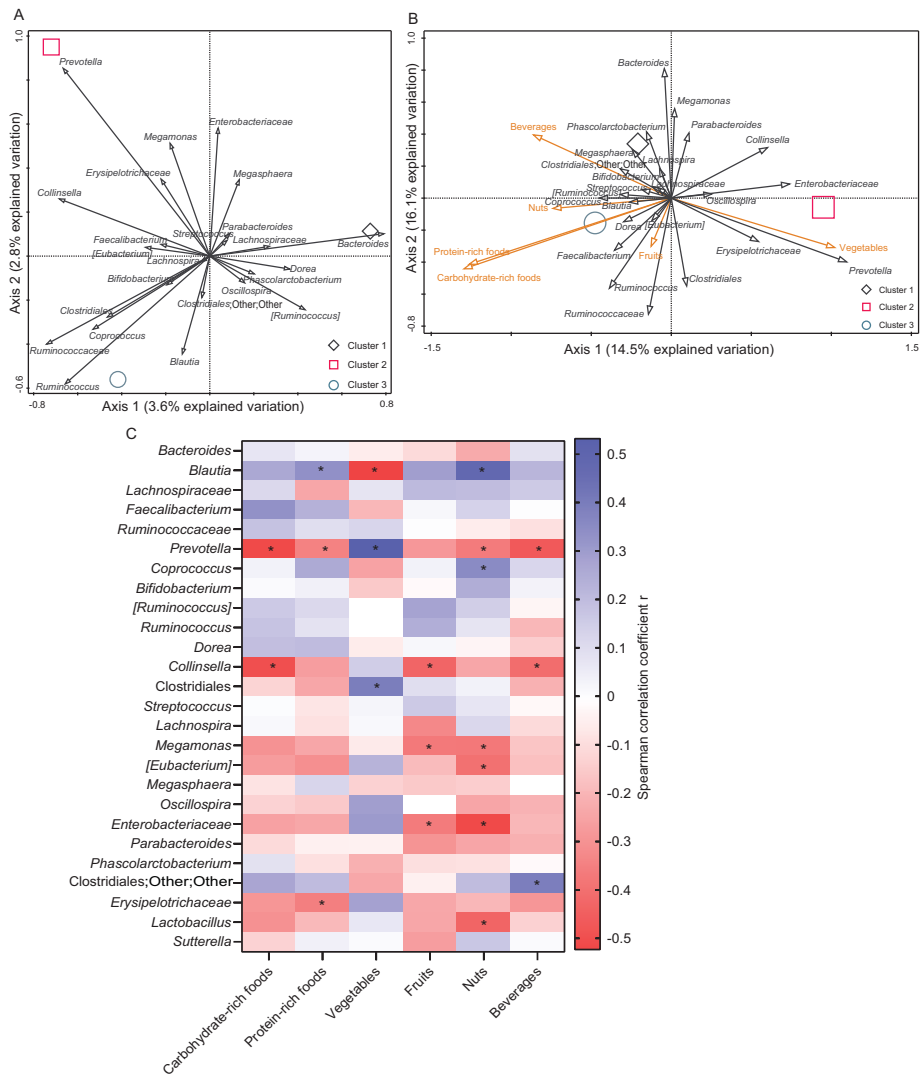 A
1.0
Prevotella
Enterobacteriaceae
Megamonas
Erysipelotrichaceae
Megasphaera
Collinsella
Streptococcus
Parabacteroides
Faecalibacterium
Lachnospiraceae
Bacteroides
[Eubacterium]
Lachnospira
Dorea
Bifidobacterium
Phascolarctobacterium
Oscillospira
Clostridiales;Other;Other
Clostridiales
[Ruminococcus]
Coprococcus
Ruminococcaceae
Blautia
Ruminococcus
Cluster 1
Cluster 2
Cluster 3
-0.6
-0.8
0.8
Axis 1 (3.6% explained variation)
Axis 2 (2.8% explained variation)
B
1.0
Bacteroides
Megamonas
Beverages
Phascolarctobacterium
Parabacteroides
Collinsella
Megasphaera
Lachnospira
Clostridiales;Other;Other
Bifidobacterium
Streptococcus
Enterobacteriaceae
[Ruminococcus]
Coprococcus
Blautia
Oscillospira
Nuts
Dorea
[Eubacterium]
Protein-rich foods
Faecalibacterium
Fruits
Erysipelotrichaceae
Vegetables
Carbohydrate-rich foods
Prevotella
Ruminococcus
Clostridiales
Ruminococcaceae
Cluster 1
Cluster 2
Cluster 3
-0.8
-1.5
1.5
Axis 1 (14.5% explained variation)
Axis 2 (16.1% explained variation)
C
Bacteroides
Blautia * * *
Lachnospiraceae
Faecalibacterium
Ruminococcaceae
Prevotella * * * * *
Coprococcus *
Bifidobacterium
[Ruminococcus]
Ruminococcus
Dorea
Collinsella * * *
Clostridiales *
Streptococcus
Lachnospira
Megamonas * *
[Eubacterium] *
Megasphaera
Oscillospira
Enterobacteriaceae * *
Parabacteroides
Phascolarctobacterium
Clostridiales;Other;Other *
Erysipelotrichaceae *
Lactobacillus *
Sutterella
Carbohydrate-rich foods
Protein-rich foods
Vegetables
Fruits
Nuts
Beverages
0.5
0.4
0.3
0.2
0.1
0
-0.1
-0.2
-0.3
-0.4
-0.5
Spearman correlation coefficient r